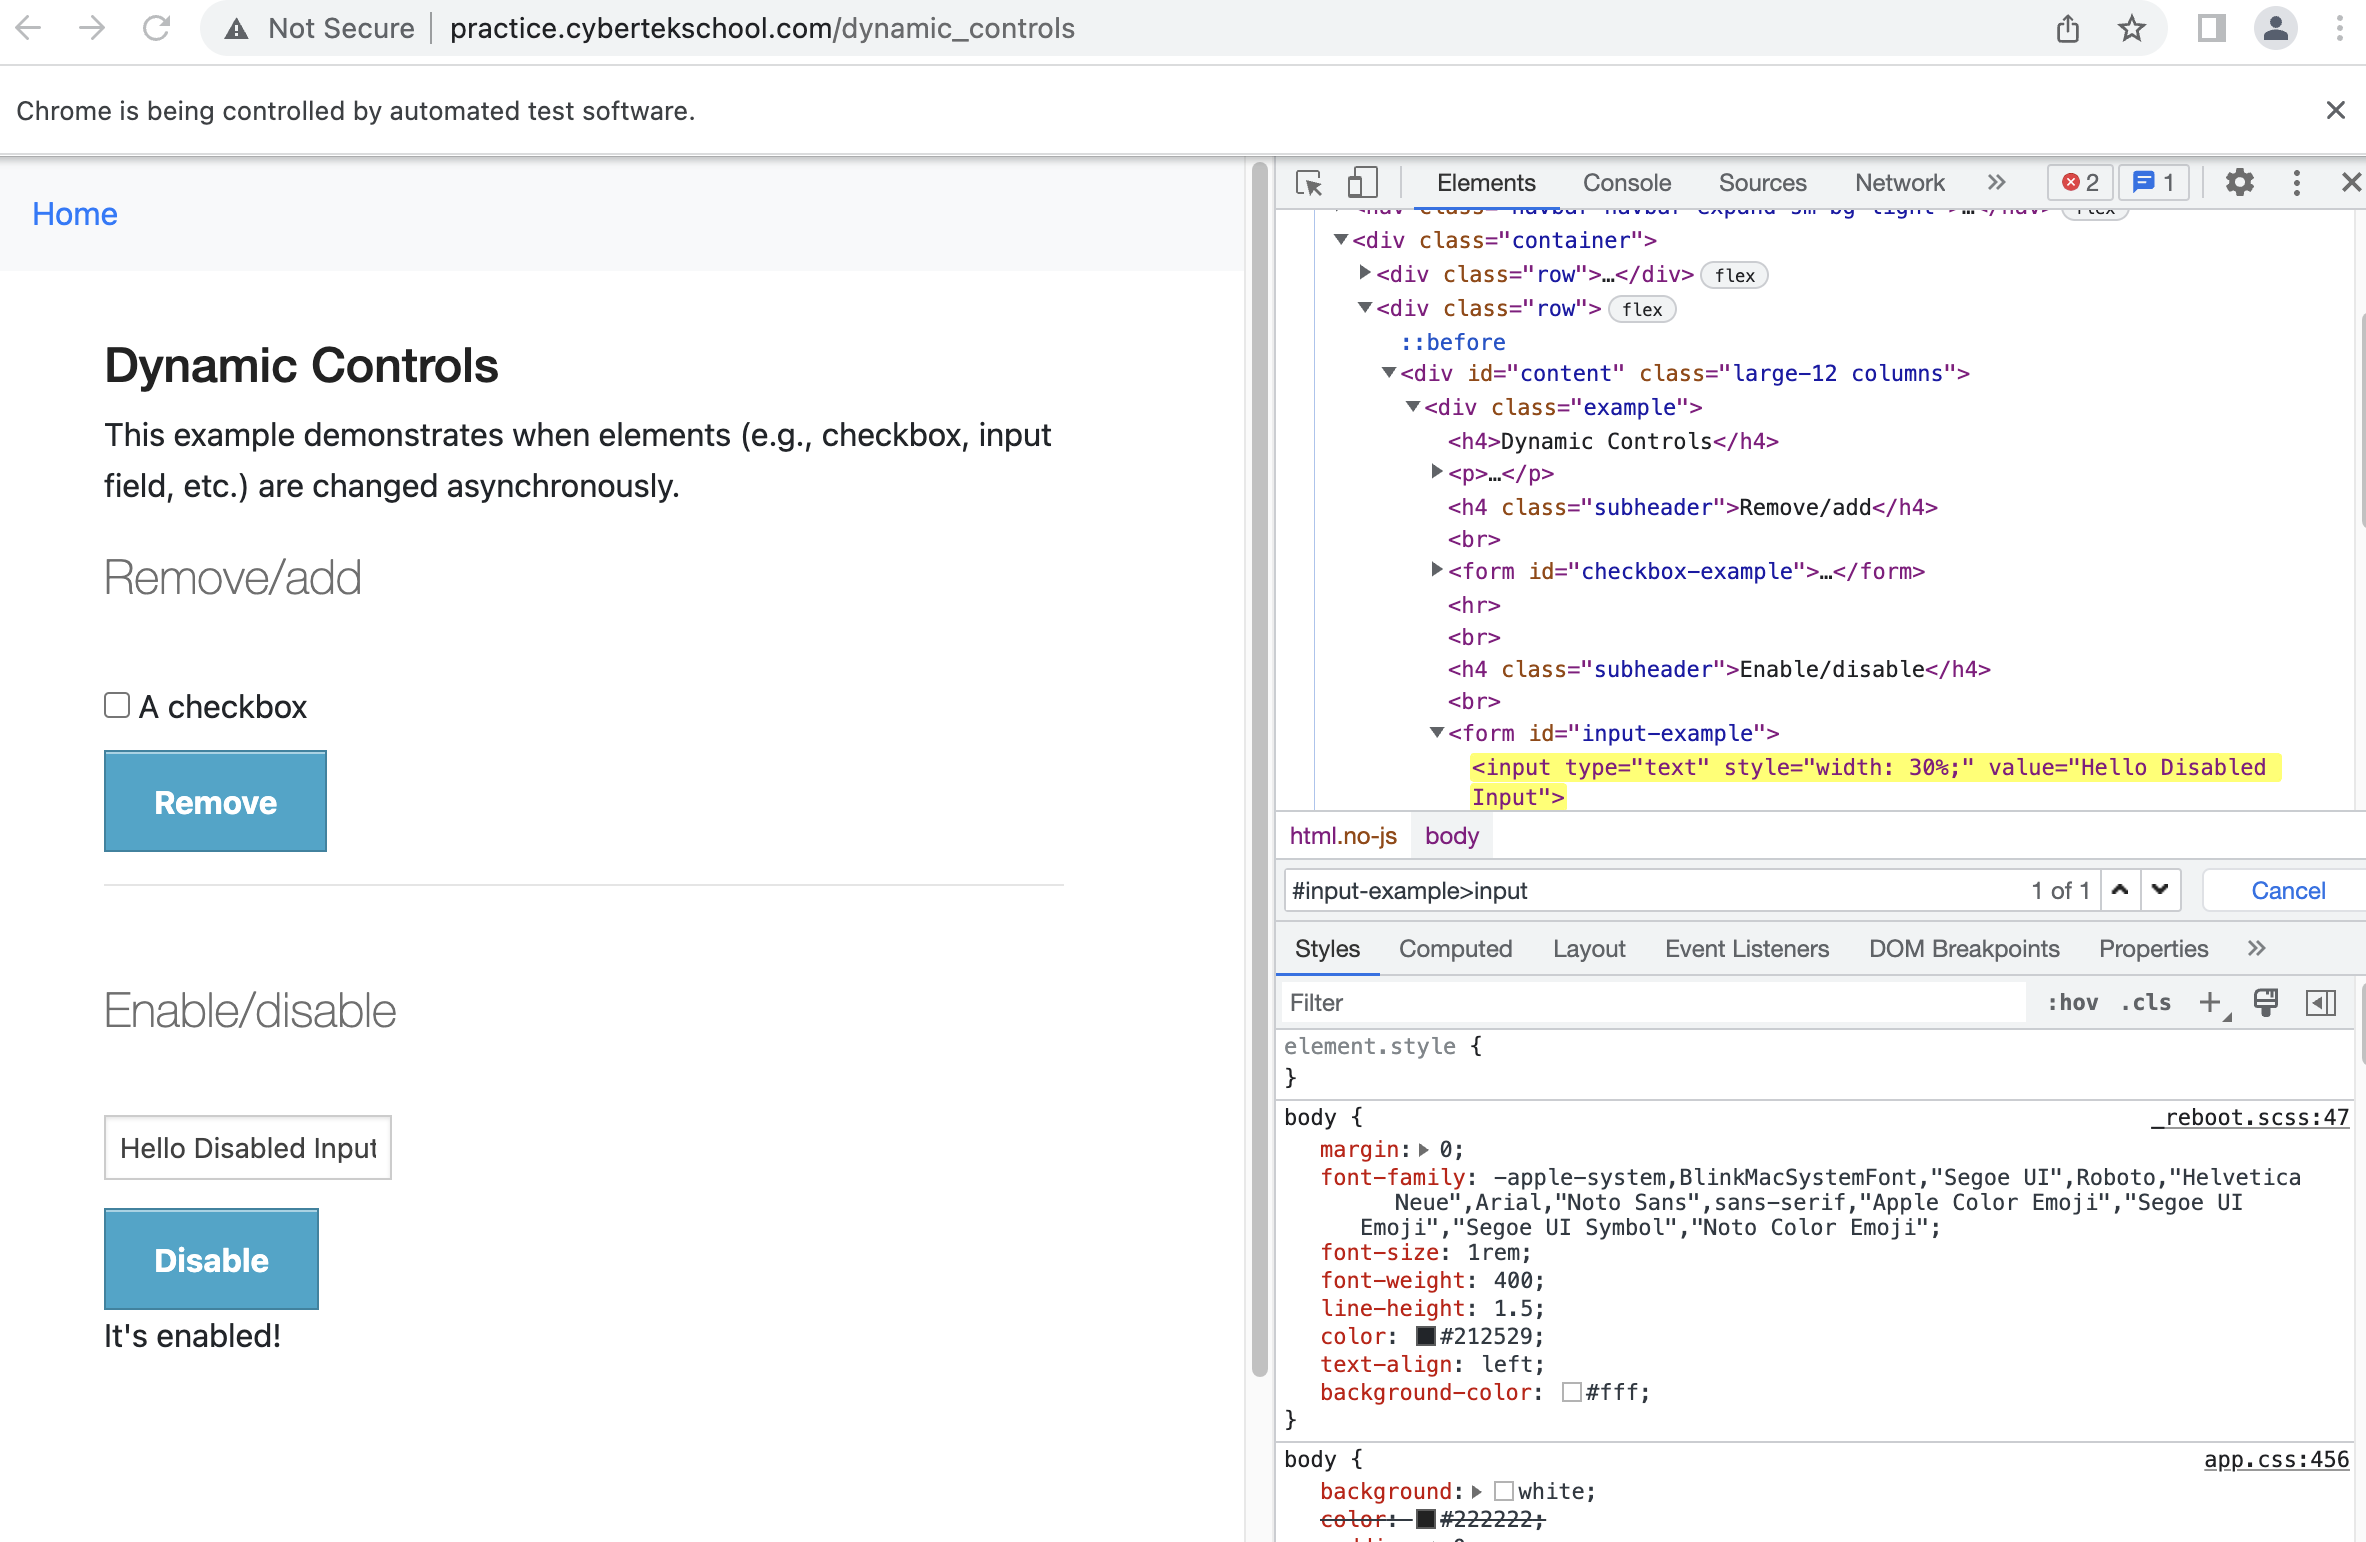 Not Secure practice.cybertekschool.com/dynamic_controls
Chrome is being controlled by automated test software.
Home
Dynamic Controls
This example demonstrates when elements (e.g., checkbox, input
field, etc.) are changed asynchronously.
Remove/add
A checkbox
Remove
Enable/disable
Hello Disabled Input
Disable
It's enabled!
Elements Console Sources Network 2 1
<nav class="navbar navbar-expand-sm bg-light">…</nav> flex
<div class="container">
<div class="row">…</div> flex
<div class="row"> flex
::before
<div id="content" class="large-12 columns">
<div class="example">
<h4>Dynamic Controls</h4>
<p>…</p>
<h4 class="subheader">Remove/add</h4>
<br>
<form id="checkbox-example">…</form>
<hr>
<br>
<h4 class="subheader">Enable/disable</h4>
<br>
<form id="input-example">
<input type="text" style="width: 30%;" value="Hello Disabled
Input">
html.no-js body
#input-example>input 1 of 1 Cancel
Styles Computed Layout Event Listeners DOM Breakpoints Properties
Filter :hov .cls
element.style {
}
body { _reboot.scss:47
margin: 0;
font-family: -apple-system,BlinkMacSystemFont,"Segoe UI",Roboto,"Helvetica
Neue",Arial,"Noto Sans",sans-serif,"Apple Color Emoji","Segoe UI
Emoji","Segoe UI Symbol","Noto Color Emoji";
font-size: 1rem;
font-weight: 400;
line-height: 1.5;
color: #212529;
text-align: left;
background-color: #fff;
}
body { app.css:456
background: white;
color: #222222;